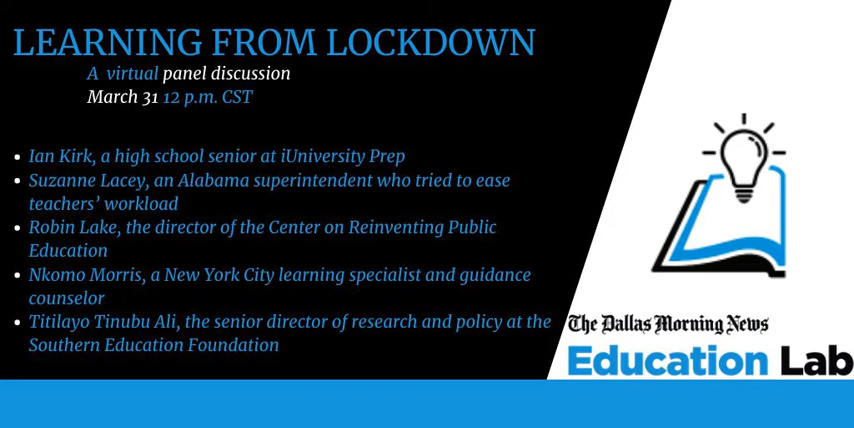 LEARNING FROM LOCKDOWN
A virtual panel discussion
March 31 12 p.m. CST
• Ian Kirk, a high school senior at iUniversity Prep
• Suzanne Lacey, an Alabama superintendent who tried to ease
teachers’ workload
• Robin Lake, the director of the Center on Reinventing Public
Education
• Nkomo Morris, a New York City learning specialist and guidance
counselor
• Titilayo Tinubu Ali, the senior director of research and policy at the
Southern Education Foundation
The Dallas Morning News
Education Lab